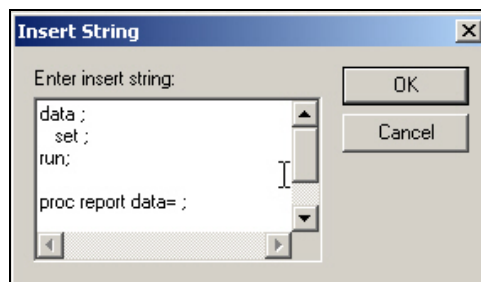 Insert String
Enter insert string:
OK
data ;
set ;
Cancel
run;
proc report data= ;